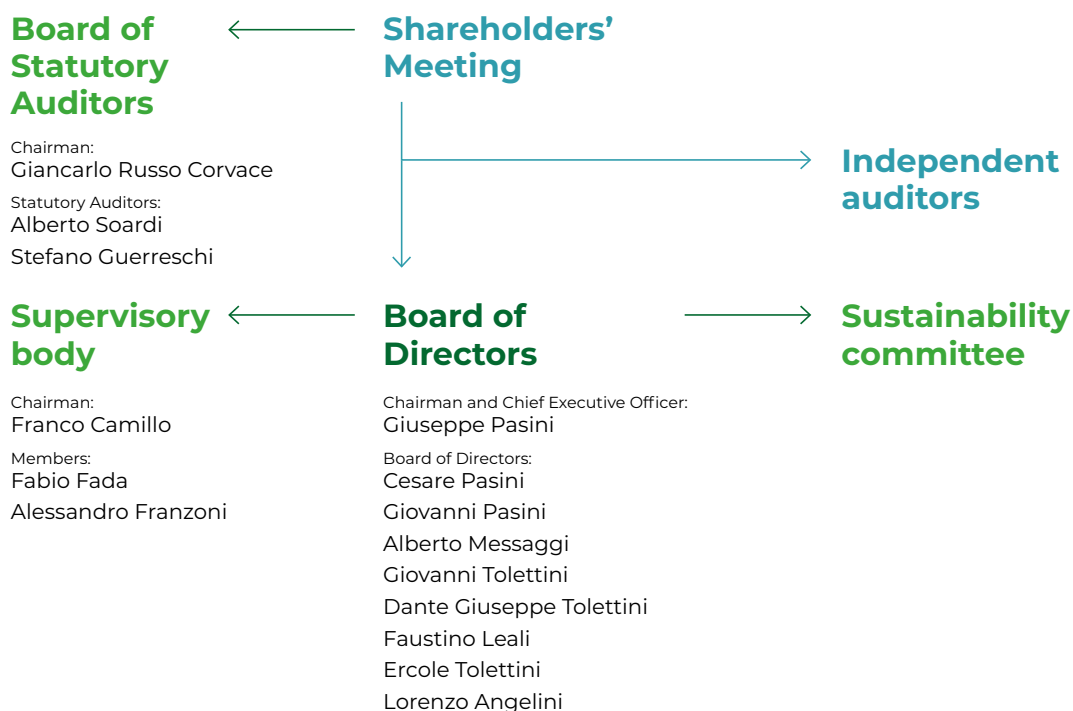 Board of
Statutory
Auditors
Chairman:
Giancarlo Russo Corvace
Statutory Auditors:
Alberto Soardi
Stefano Guerreschi
Shareholders’
Meeting
Independent
auditors
Supervisory
body
Chairman:
Franco Camillo
Members:
Fabio Fada
Alessandro Franzoni
Board of
Directors
Chairman and Chief Executive Officer:
Giuseppe Pasini
Board of Directors:
Cesare Pasini
Giovanni Pasini
Alberto Messaggi
Giovanni Tolettini
Dante Giuseppe Tolettini
Faustino Leali
Ercole Tolettini
Lorenzo Angelini
Sustainability
committee